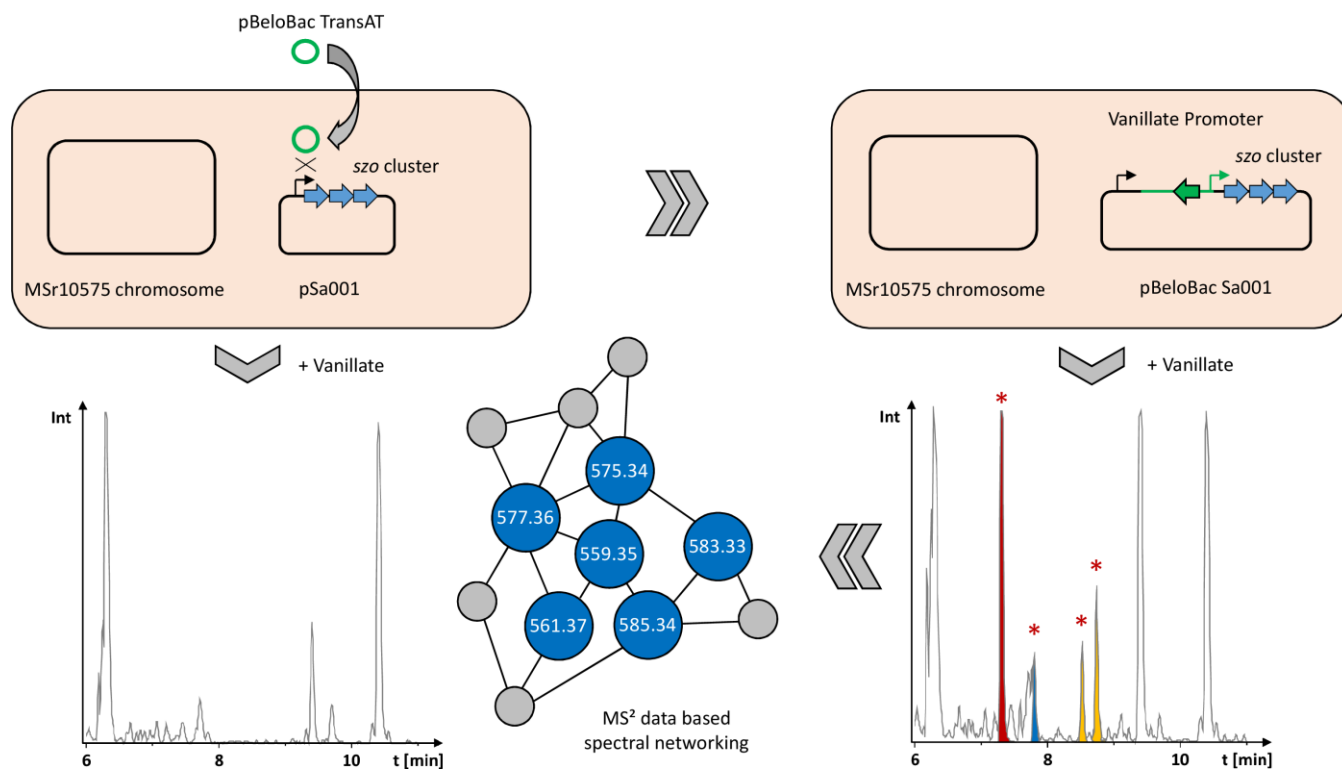 pBeloBac TransAT
szo cluster
MSr10575 chromosome
pSa001
Vanillate Promoter
szo cluster
MSr10575 chromosome
pBeloBac Sa001
+ Vanillate
+ Vanillate
Int
6
8
10
t [min]
575.34
577.36
559.35
583.33
561.37
585.34
MS² data based
spectral networking
Int
*
*
*
*
6
8
10
t [min]